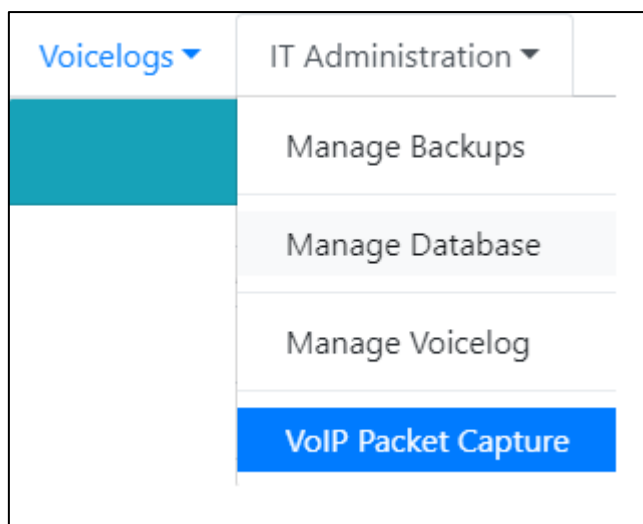 Voicelogs IT Administration
Manage Backups
Manage Database
Manage Voicelog
VoIP Packet Capture